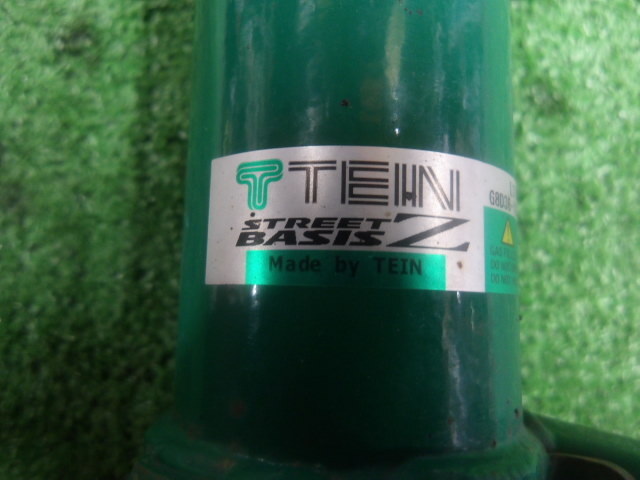 TEIN
STREET
BASIS Z
Made by TEIN